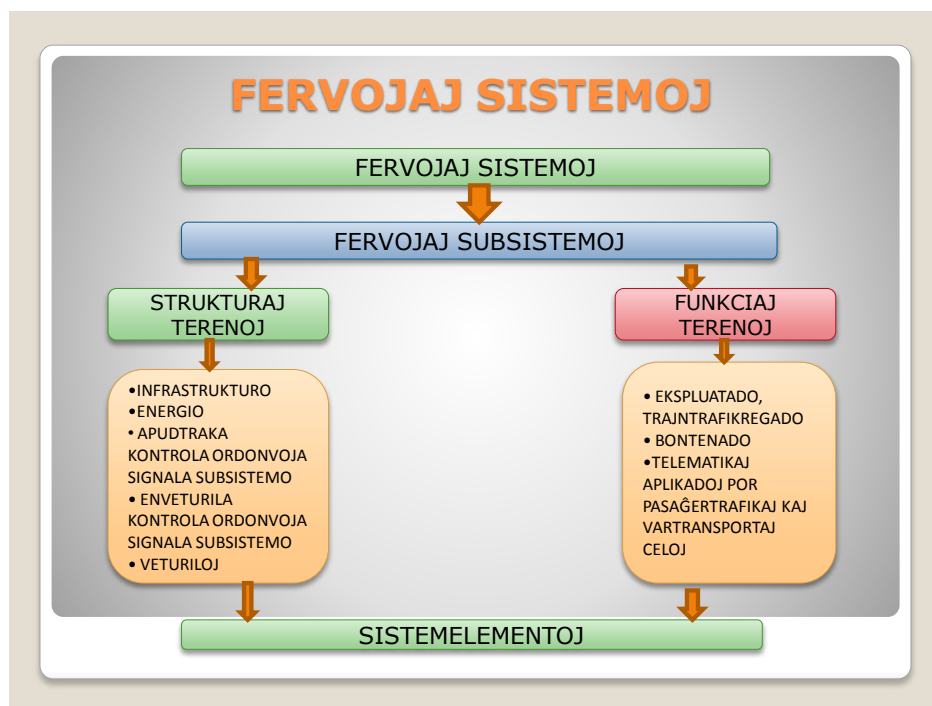 FERVOJAJ SISTEMOJ
FERVOJAJ SISTEMOJ
FERVOJAJ SUBSISTEMOJ
STRUKTURAJ
TERENOJ
•INFRASTRUKTURO
•ENERGIO
• APUDTRAKA
KONTROLA ORDONVOJA
SIGNALA SUBSISTEMO
• ENVETURILA
KONTROLA ORDONVOJA
SIGNALA SUBSISTEMO
• VETURILOJ
FUNKCIAJ
TERENOJ
• EKSPLUATADO,
TRAJNTRAFIKREGADO
• BONTENADO
•TELEMATIKAJ
APLIKADOJ POR
PASAĜERTRAFIKAJ KAJ
VARTRANSPORTAJ
CELOJ
SISTEMELEMENTOJ